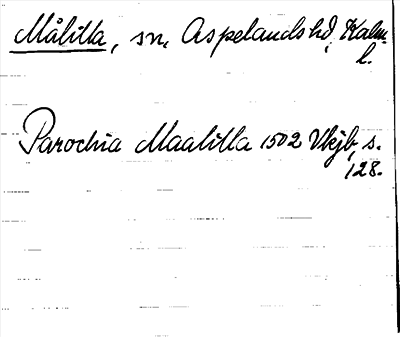 Målilla, sn, Aspelands hd, Kalm.
l.
Parochia Maalilla 1502 Vkjb, s.
128.